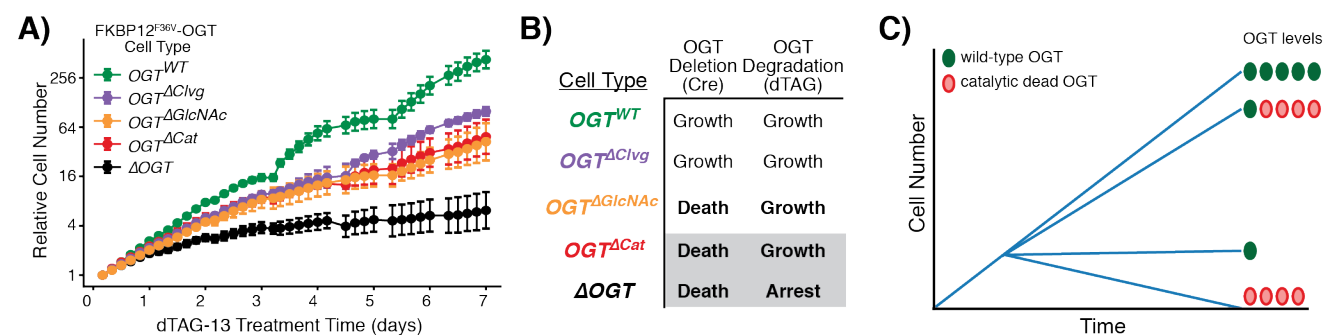 A)
FKBP12F36V-OGT
Cell Type
OGTWT
OGTΔClvg
OGTΔGlcNAc
OGTΔCat
ΔOGT
Relative Cell Number
256
64
16
4
1
0 1 2 3 4 5 6 7
dTAG-13 Treatment Time (days)
B)
OGT OGT
Deletion Degradation
(Cre) (dTAG)
Cell Type
OGTWT Growth Growth
OGTΔClvg Growth Growth
OGTΔGlcNAc Death Growth
OGTΔCat Death Growth
ΔOGT Death Arrest
C)
OGT levels
wild-type OGT
catalytic dead OGT
Cell Number
Time